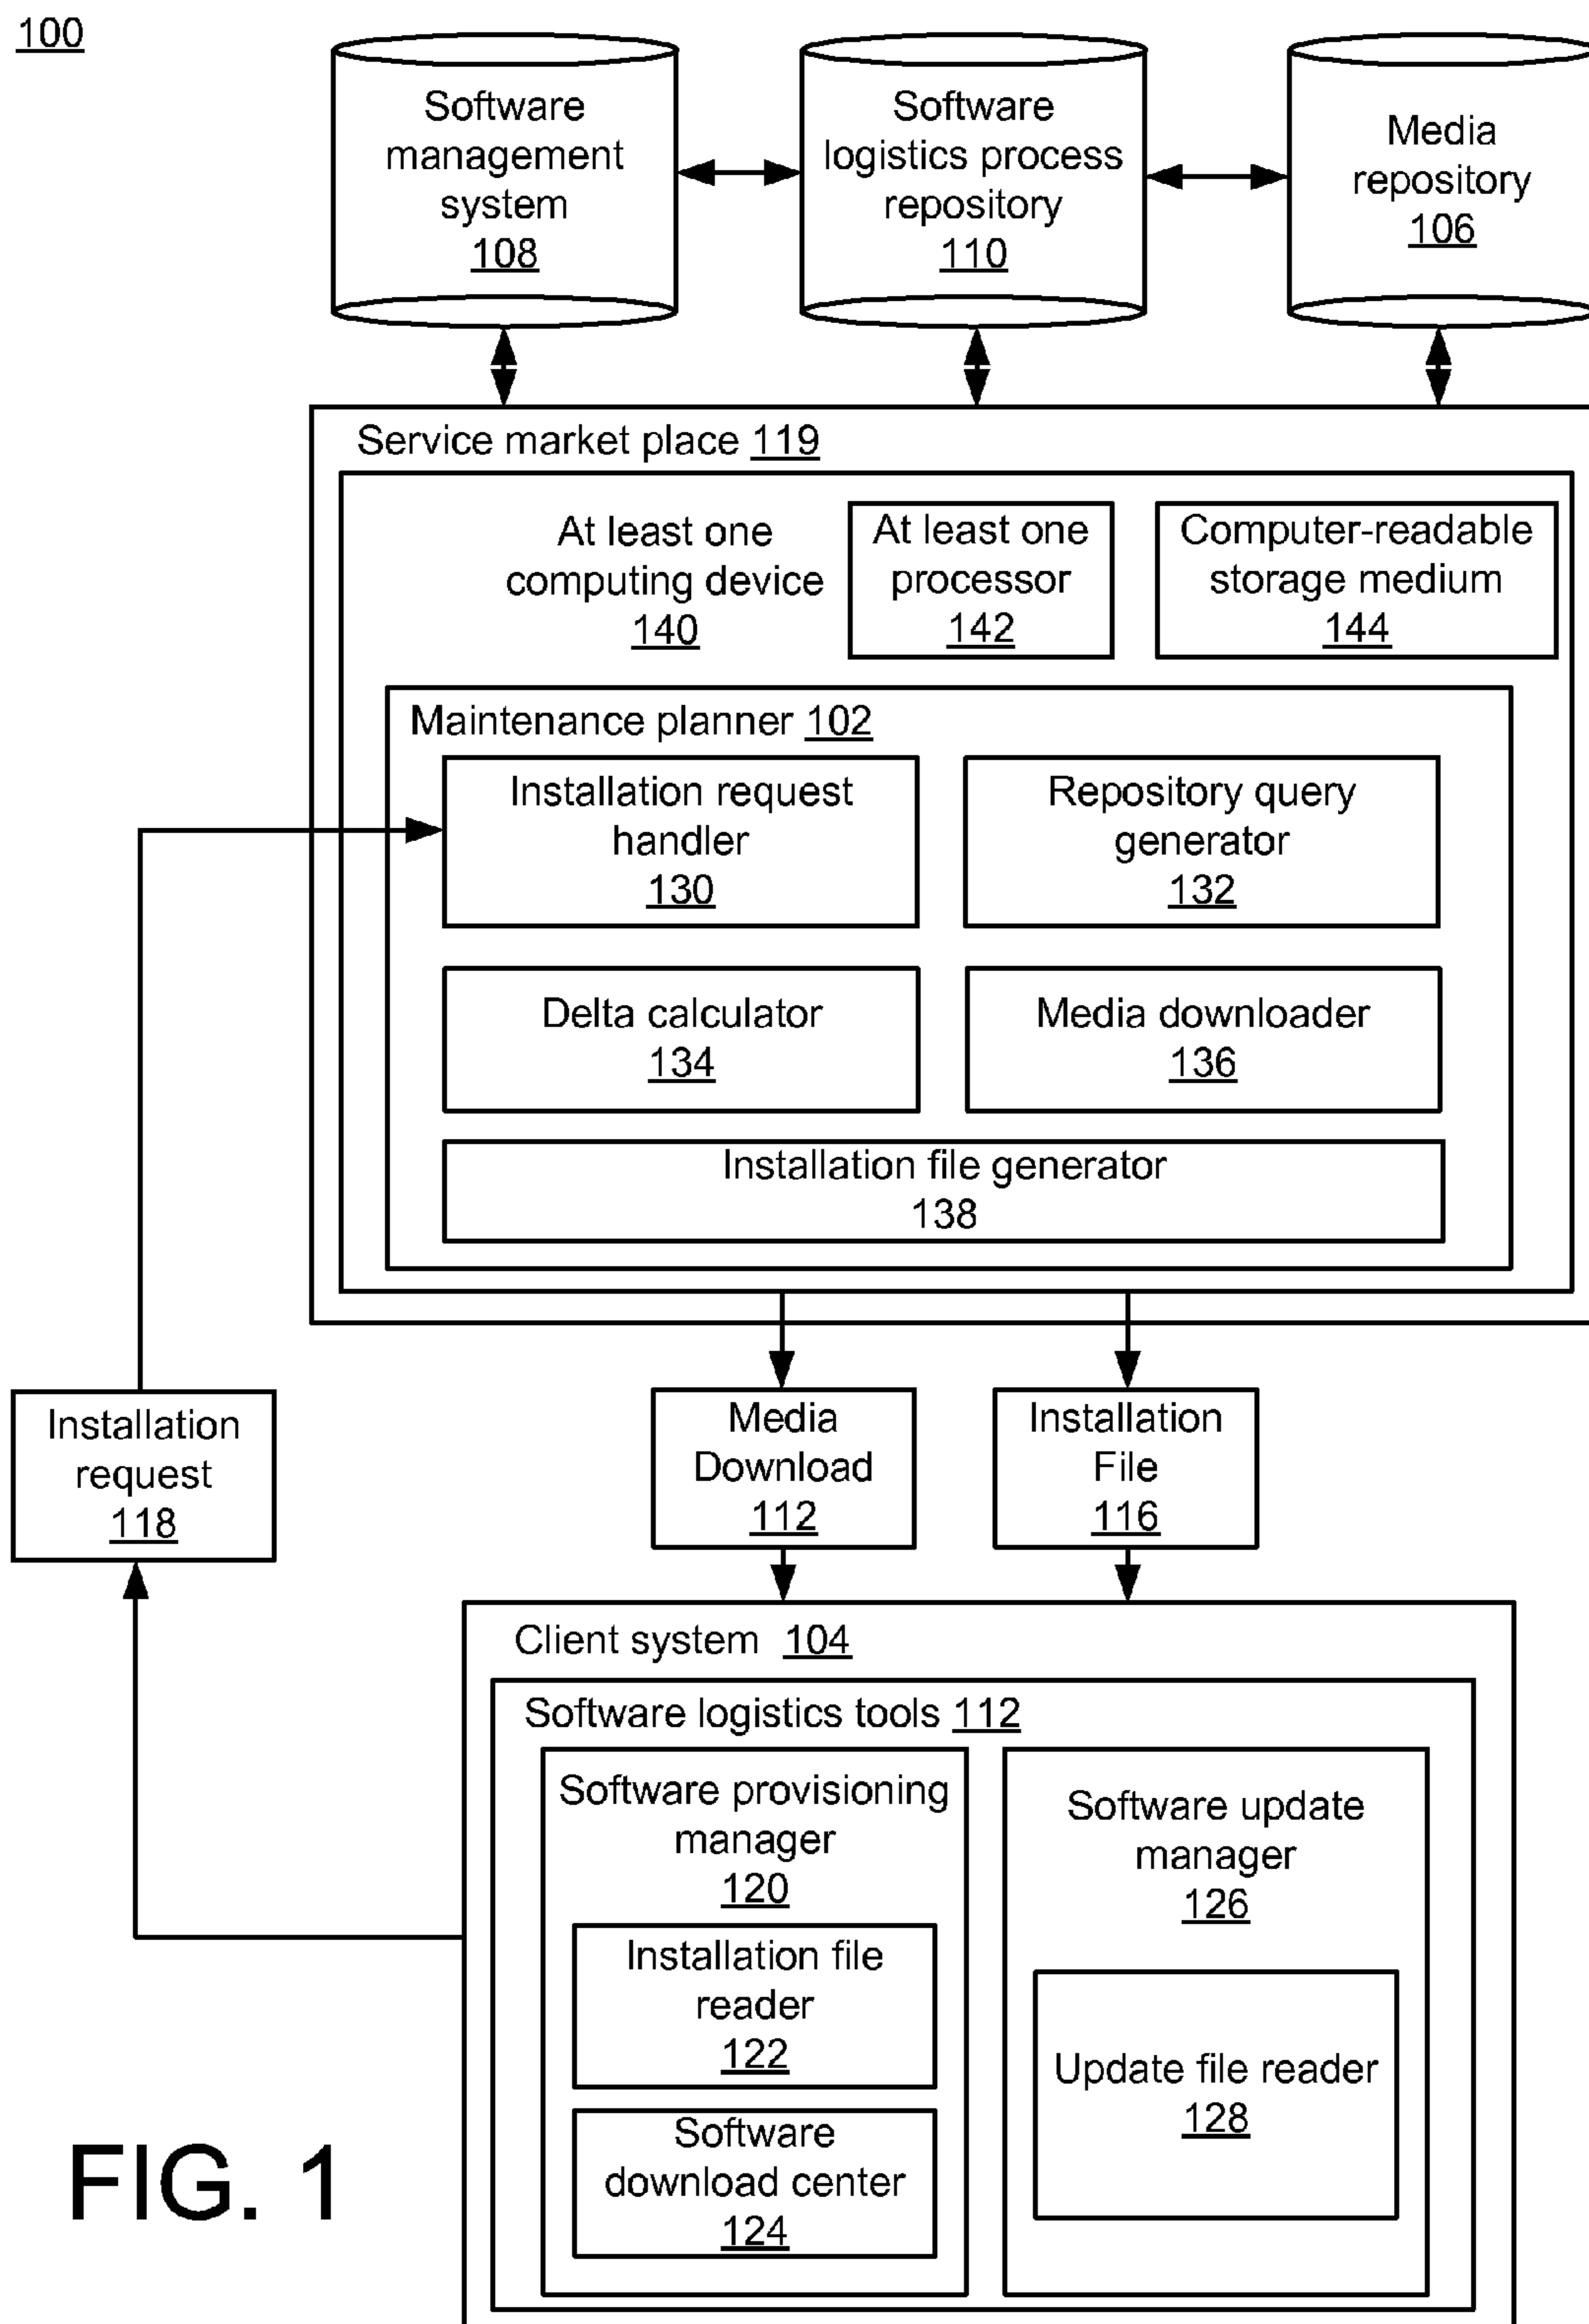 100
Software
management
system
108
Software
logistics process
repository
110
Media
repository
106
Service market place 119
At least one
computing device
140
At least one
processor
142
Computer-readable
storage medium
144
Maintenance planner 102
Installation request
handler
130
Repository query
generator
132
Delta calculator
134
Media downloader
136
Installation file generator
138
Installation
request
118
Media
Download
112
Installation
File
116
Client system 104
Software logistics tools 112
Software provisioning
manager
120
Installation file
reader
122
Software
download center
124
Software update
manager
126
Update file reader
128
FIG. 1